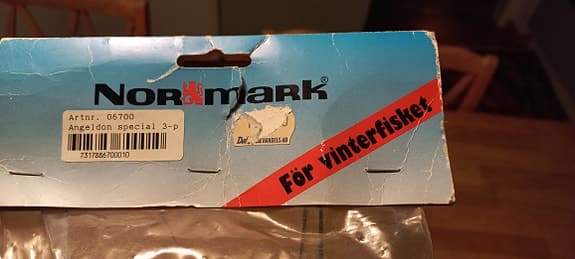 NORMARK®
Artnr. 06700
Angeldon special 3-p
7317886700010
För vinterfisket